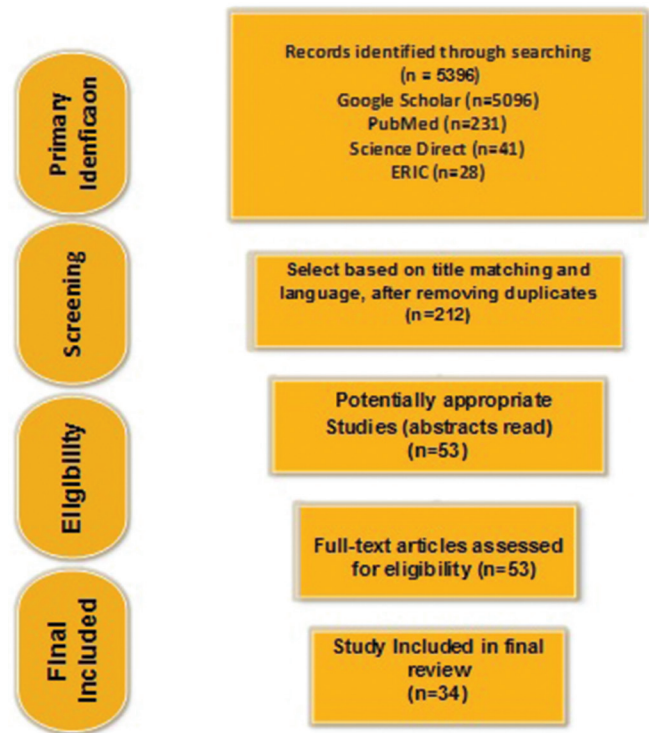 Primary
Idenficaon
Records identified through searching
(n = 5396)
Google Scholar (n=5096)
PubMed (n=231)
Science Direct (n=41)
ERIC (n=28)
Screening
Select based on title matching and
language, after removing duplicates
(n=212)
Eligibility
Potentially appropriate
Studies (abstracts read)
(n=53)
Full-text articles assessed
for eligibility (n=53)
Final
Included
Study Included in final
review
(n=34)